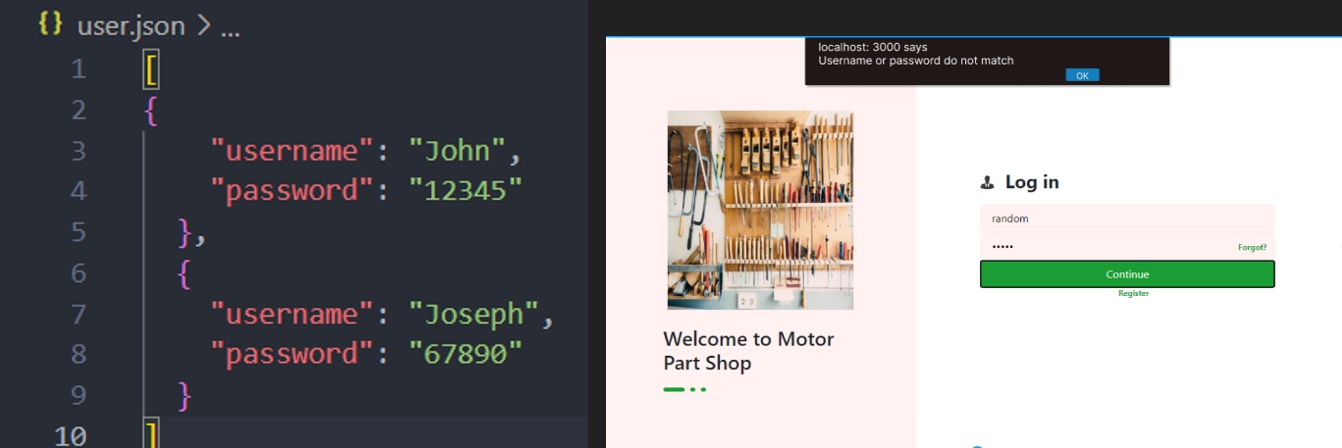 {} user.json > ...
1 [
2 {
3 "username": "John",
4 "password": "12345"
5 },
6 {
7 "username": "Joseph",
8 "password": "67890"
9 }
10 ]
localhost: 3000 says
Username or password do not match
OK
Log in
random
•••••
Forgot?
Continue
Register
Welcome to Motor
Part Shop